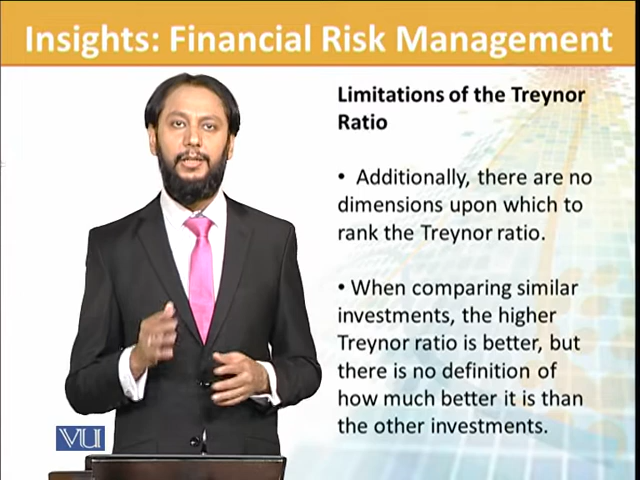 Insights: Financial Risk Management
Limitations of the Treynor
Ratio
• Additionally, there are no
dimensions upon which to
rank the Treynor ratio.
• When comparing similar
investments, the higher
Treynor ratio is better, but
there is no definition of
how much better it is than
the other investments.
VU